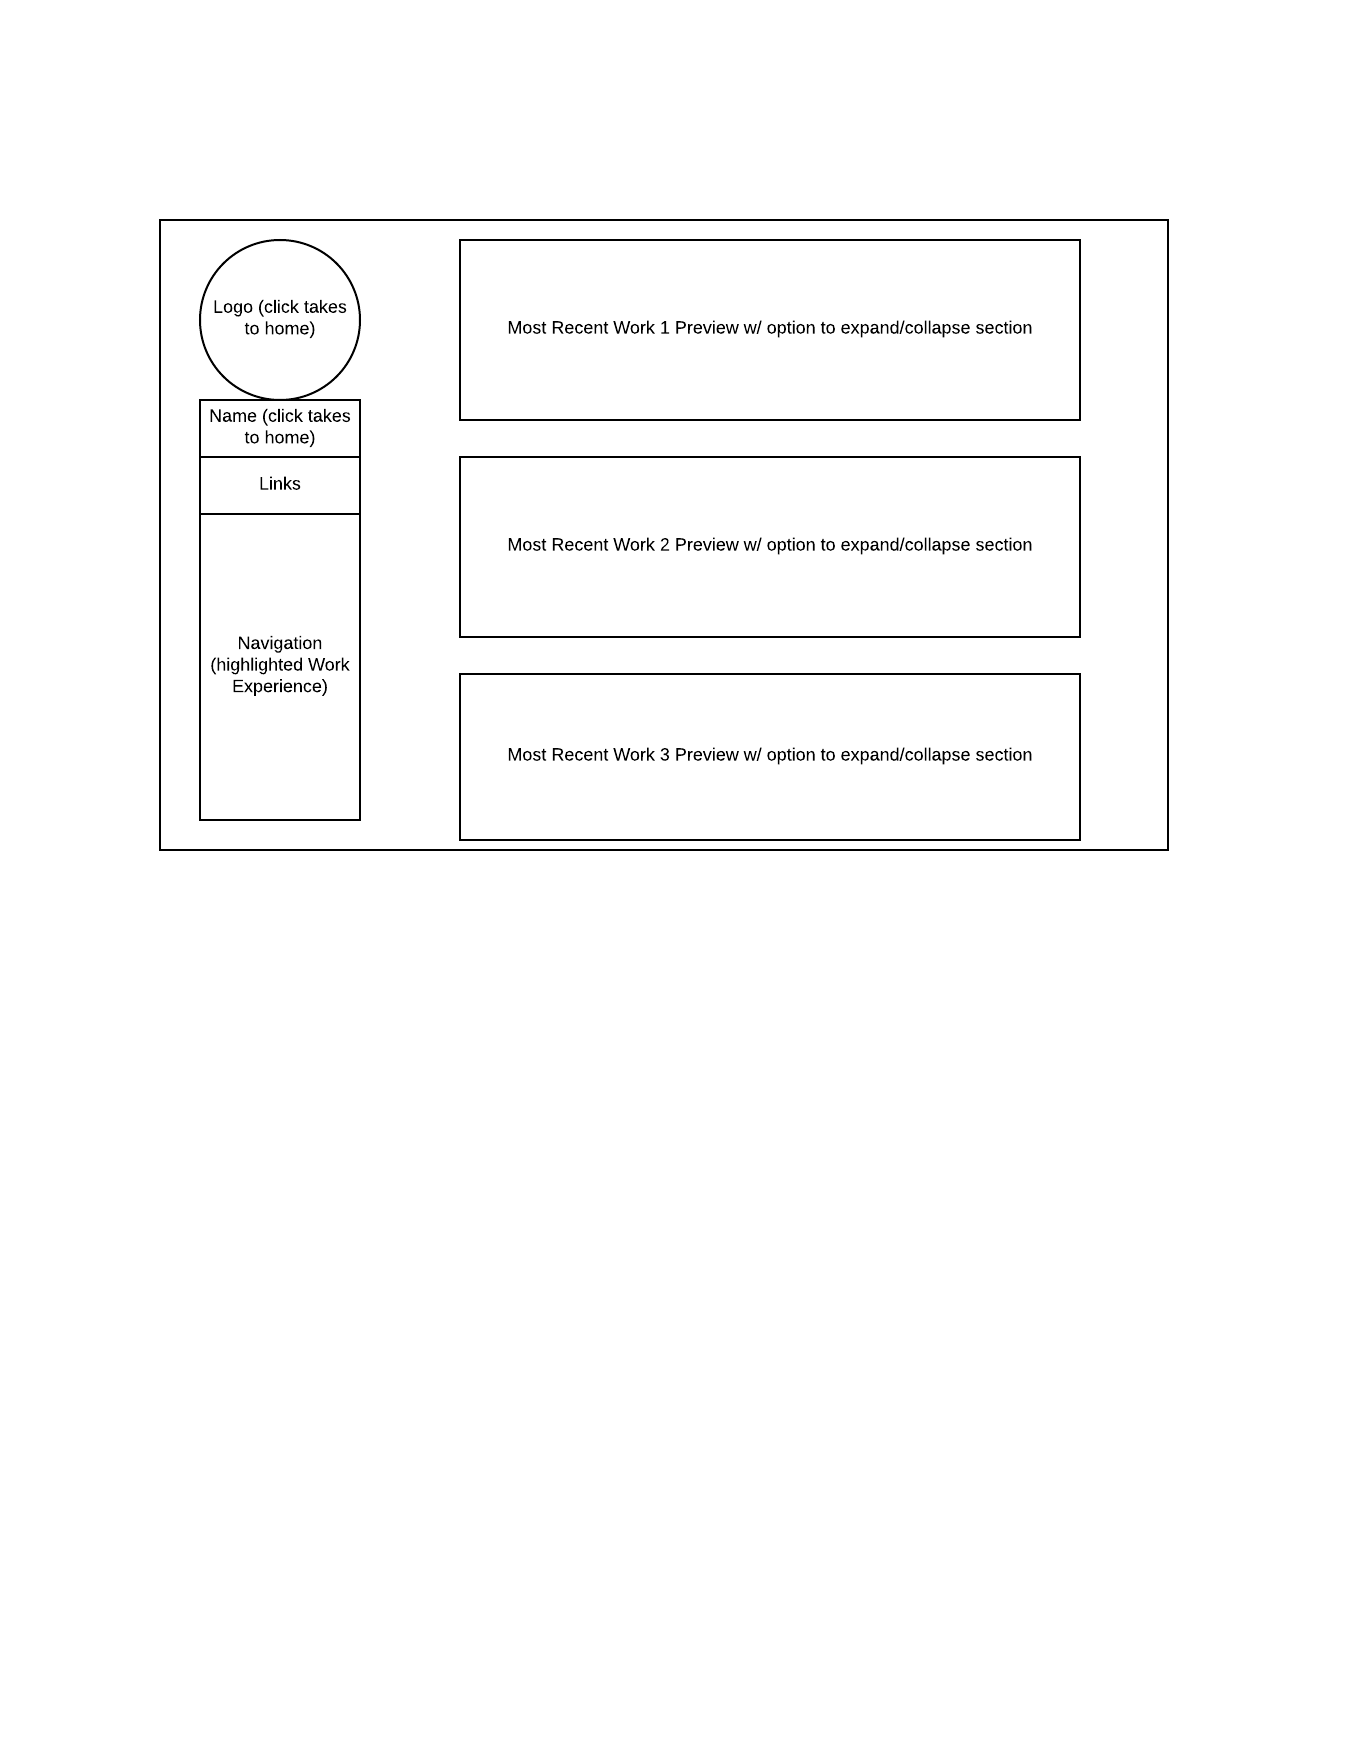 Logo (click takes
to home)
Name (click takes
to home)
Links
Navigation
(highlighted Work
Experience)
Most Recent Work 1 Preview w/ option to expand/collapse section
Most Recent Work 2 Preview w/ option to expand/collapse section
Most Recent Work 3 Preview w/ option to expand/collapse section